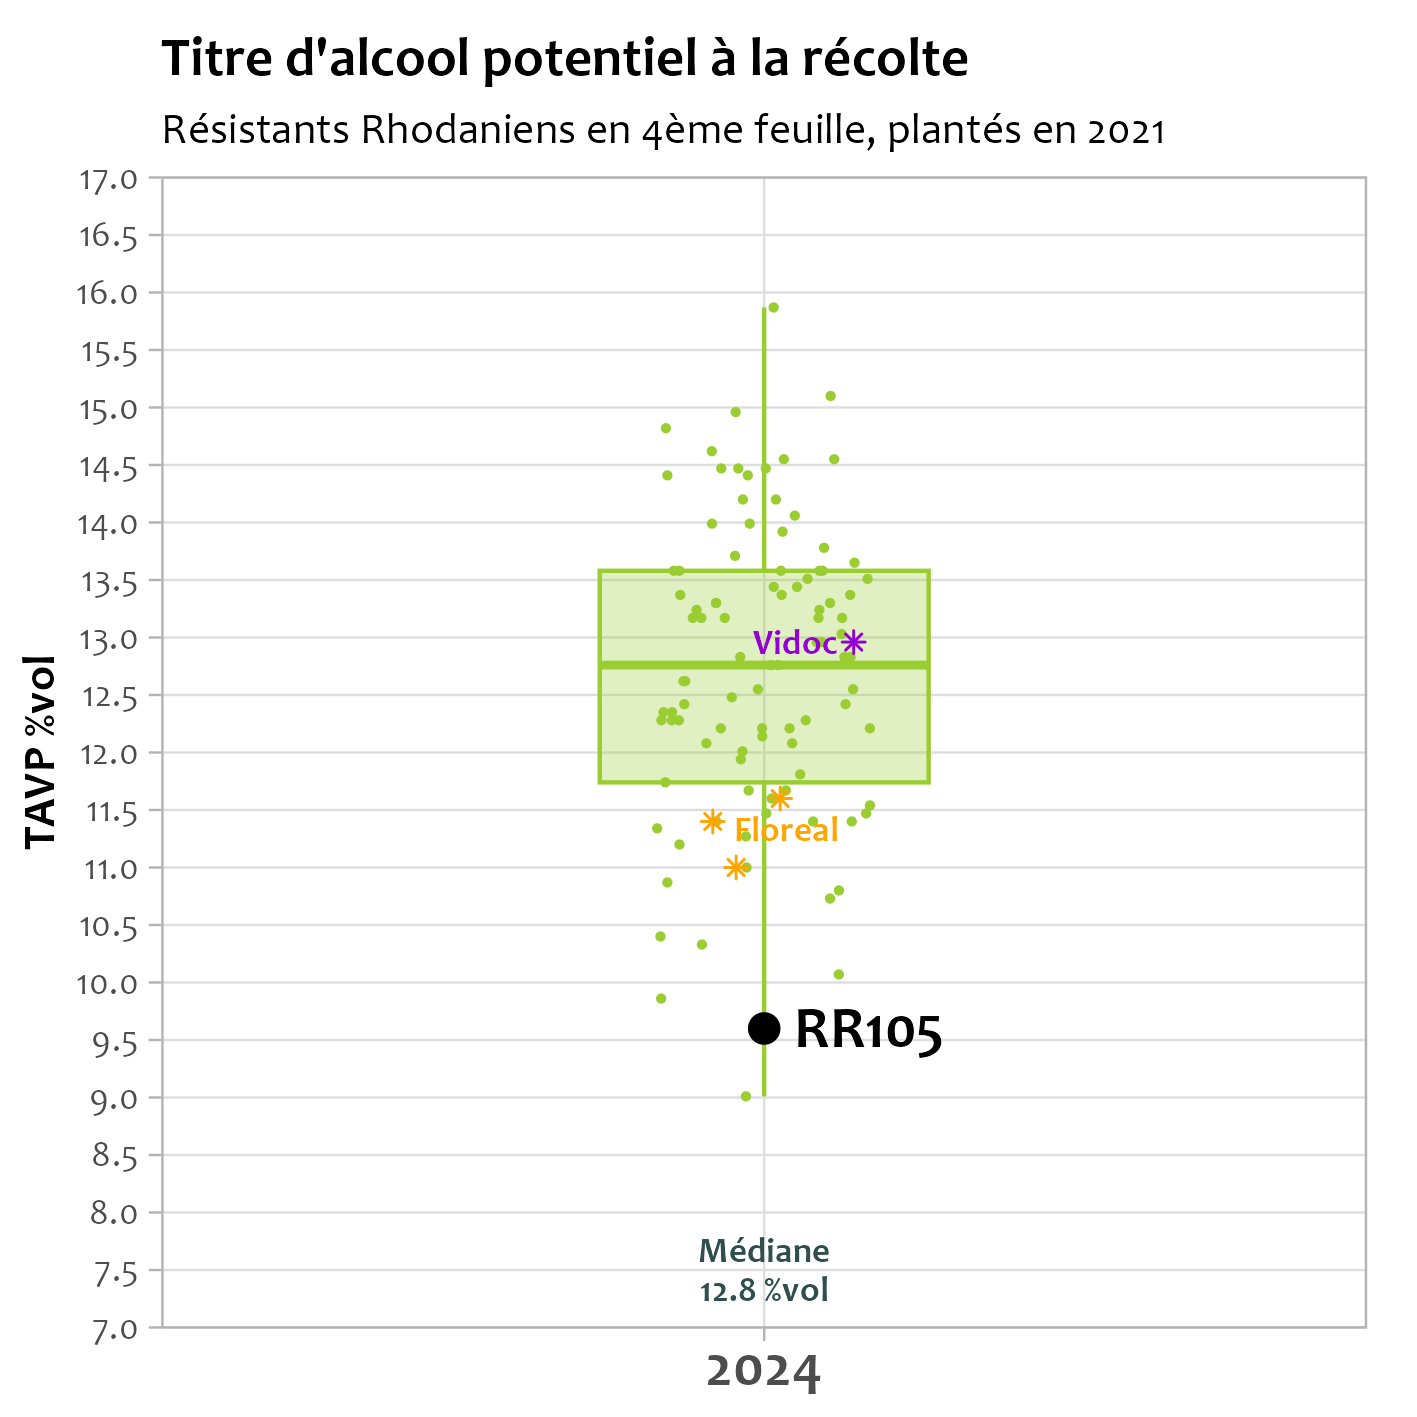 Titre d'alcool potentiel à la récolte
Résistants Rhodaniens en 4ème feuille, plantés en 2021
TAVP %vol
17.0
16.5
16.0
15.5
15.0
14.5
14.0
13.5
13.0
12.5
12.0
11.5
11.0
10.5
10.0
9.5
9.0
8.5
8.0
7.5
7.0
Vidoc
Floreal
RR105
Médiane
12.8 %vol
2024